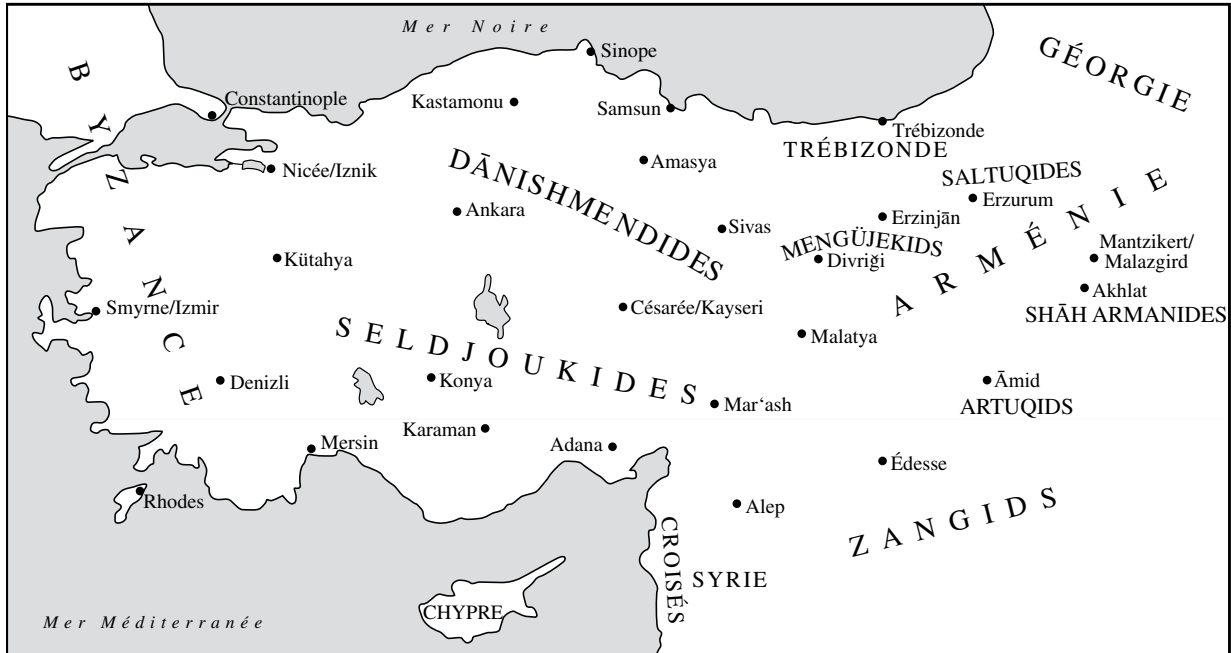 Mer Noire
Sinope
GÉORGIE
BYZANCE
Constantinople
Kastamonu
Samsun
Trébizonde
TRÉBIZONDE
Nicée/Iznik
DĀNISHMENDIDES
Amasya
SALTUQIDES
Erzurum
ARMÉNIE
Ankara
Sivas
Erzinjān
MENGÜJEKIDS
Divriği
Mantzikert/
Malazgird
Kütahya
Akhlat
SHĀH ARMANIDES
Smyrne/Izmir
Césarée/Kayseri
SELDJOUKIDES
Malatya
Denizli
Konya
Mar‘ash
Āmid
ARTUQIDS
Karaman
Mersin
Adana
Édesse
Rhodes
Alep
ZANGIDS
CROISÉS
SYRIE
CHYPRE
Mer Méditerranée